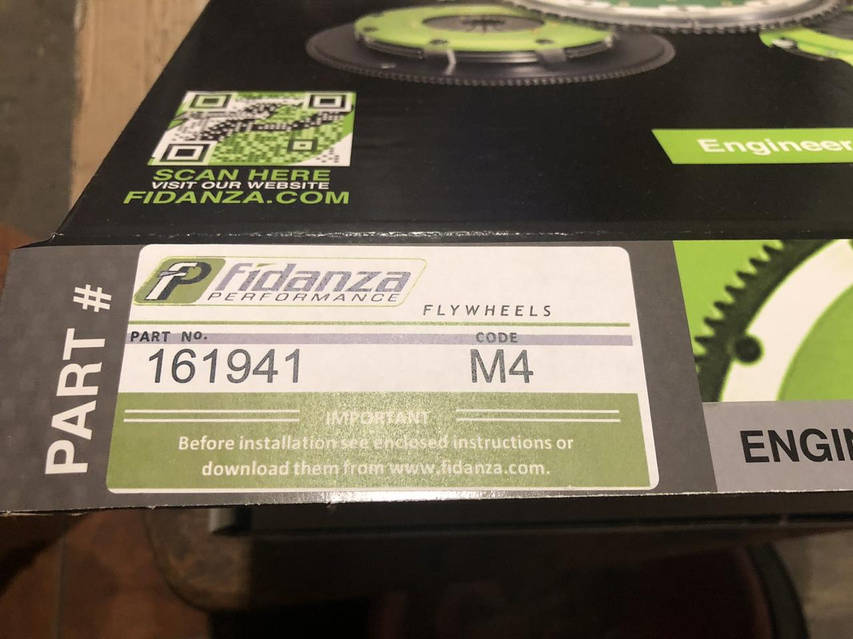 SCAN HERE
VISIT OUR WEBSITE
FIDANZA.COM
Engineer
PART #
fidanza
PERFORMANCE
FLYWHEELS
PART No.
CODE
161941
M4
IMPORTANT
Before installation see enclosed instructions or
download them from www.fidanza.com.
ENGIN